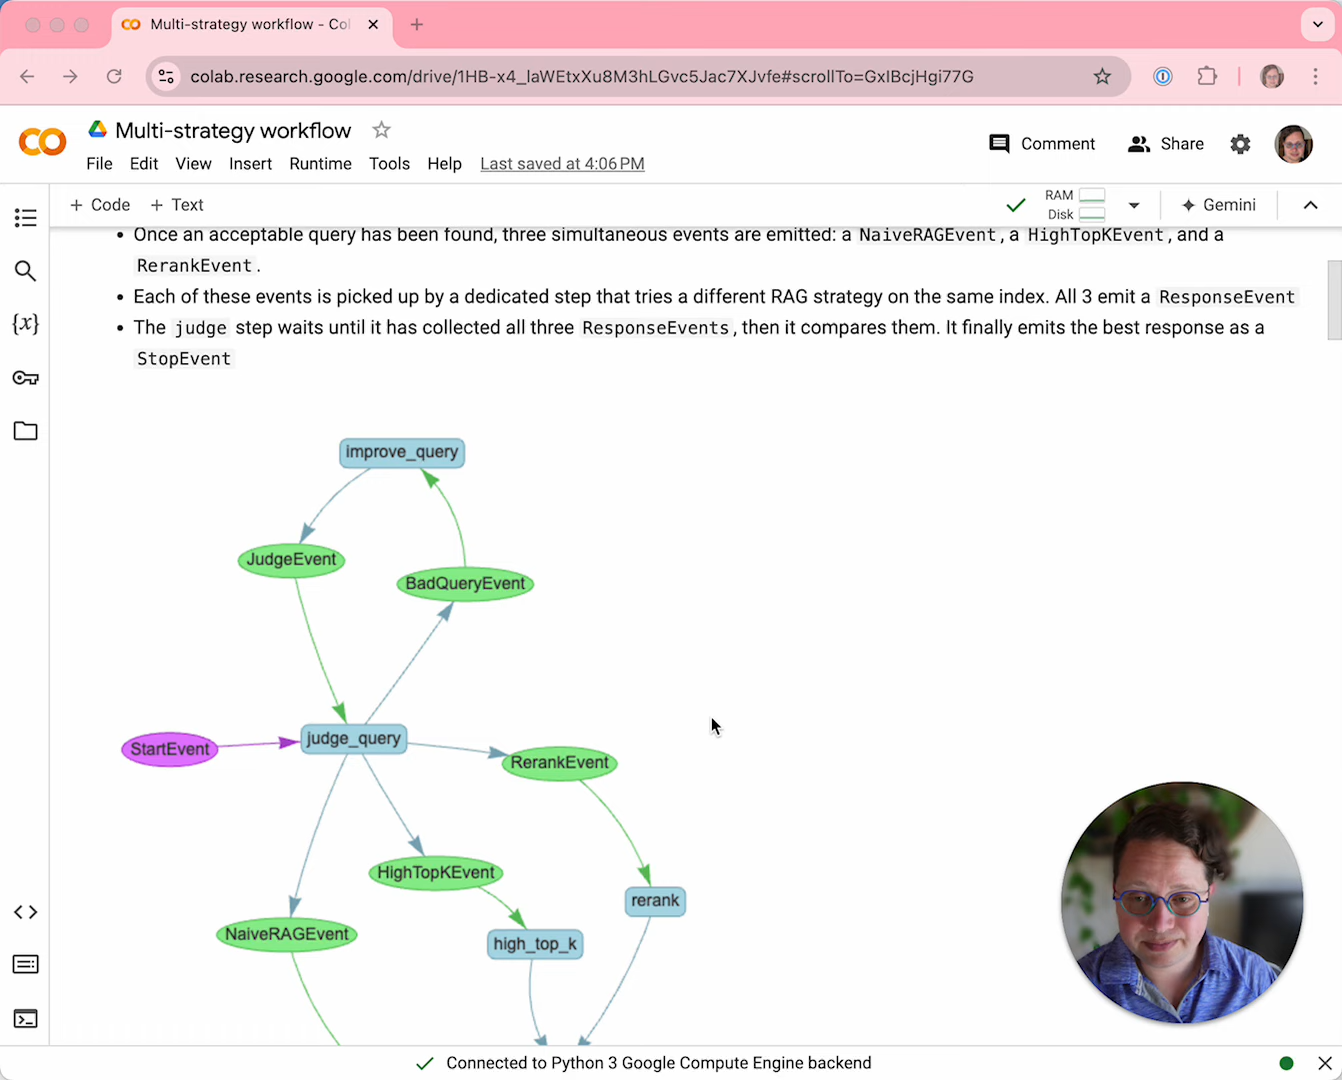 Multi-strategy workflow - Col
colab.research.google.com/drive/1HB-x4_laWEtxXu8M3hLGvc5Jac7XJvfe#scrollTo=GxlBcjHgi77G
Multi-strategy workflow
Comment
Share
File Edit View Insert Runtime Tools Help Last saved at 4:06 PM
+ Code + Text
RAM
Disk
Gemini
• Once an acceptable query has been found, three simultaneous events are emitted: a NaiveRAGEvent, a HighTopKEvent, and a
RerankEvent.
• Each of these events is picked up by a dedicated step that tries a different RAG strategy on the same index. All 3 emit a ResponseEvent
• The judge step waits until it has collected all three ResponseEvents, then it compares them. It finally emits the best response as a
StopEvent
improve_query
JudgeEvent
BadQueryEvent
StartEvent
judge_query
RerankEvent
HighTopKEvent
rerank
NaiveRAGEvent
high_top_k
Connected to Python 3 Google Compute Engine backend